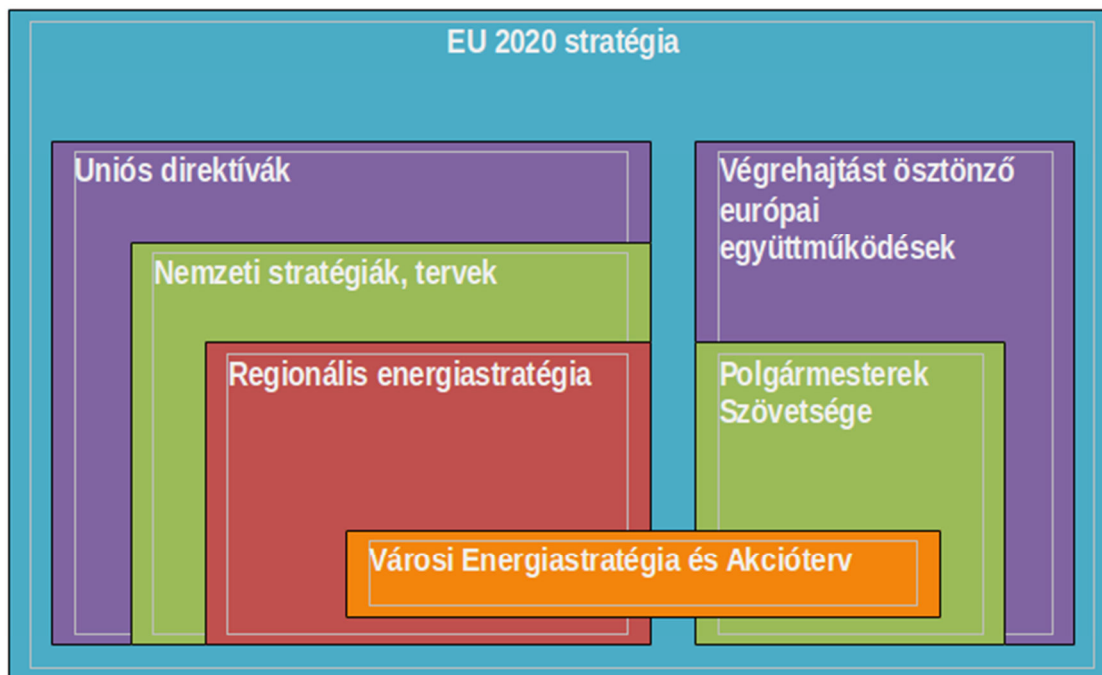 EU 2020 stratégia
Uniós direktívák
Végrehajtást ösztönző
európai
együttműködések
Nemzeti stratégiák, tervek
Regionális energiastratégia
Polgármesterek
Szövetsége
Városi Energiastratégia és Akcióterv